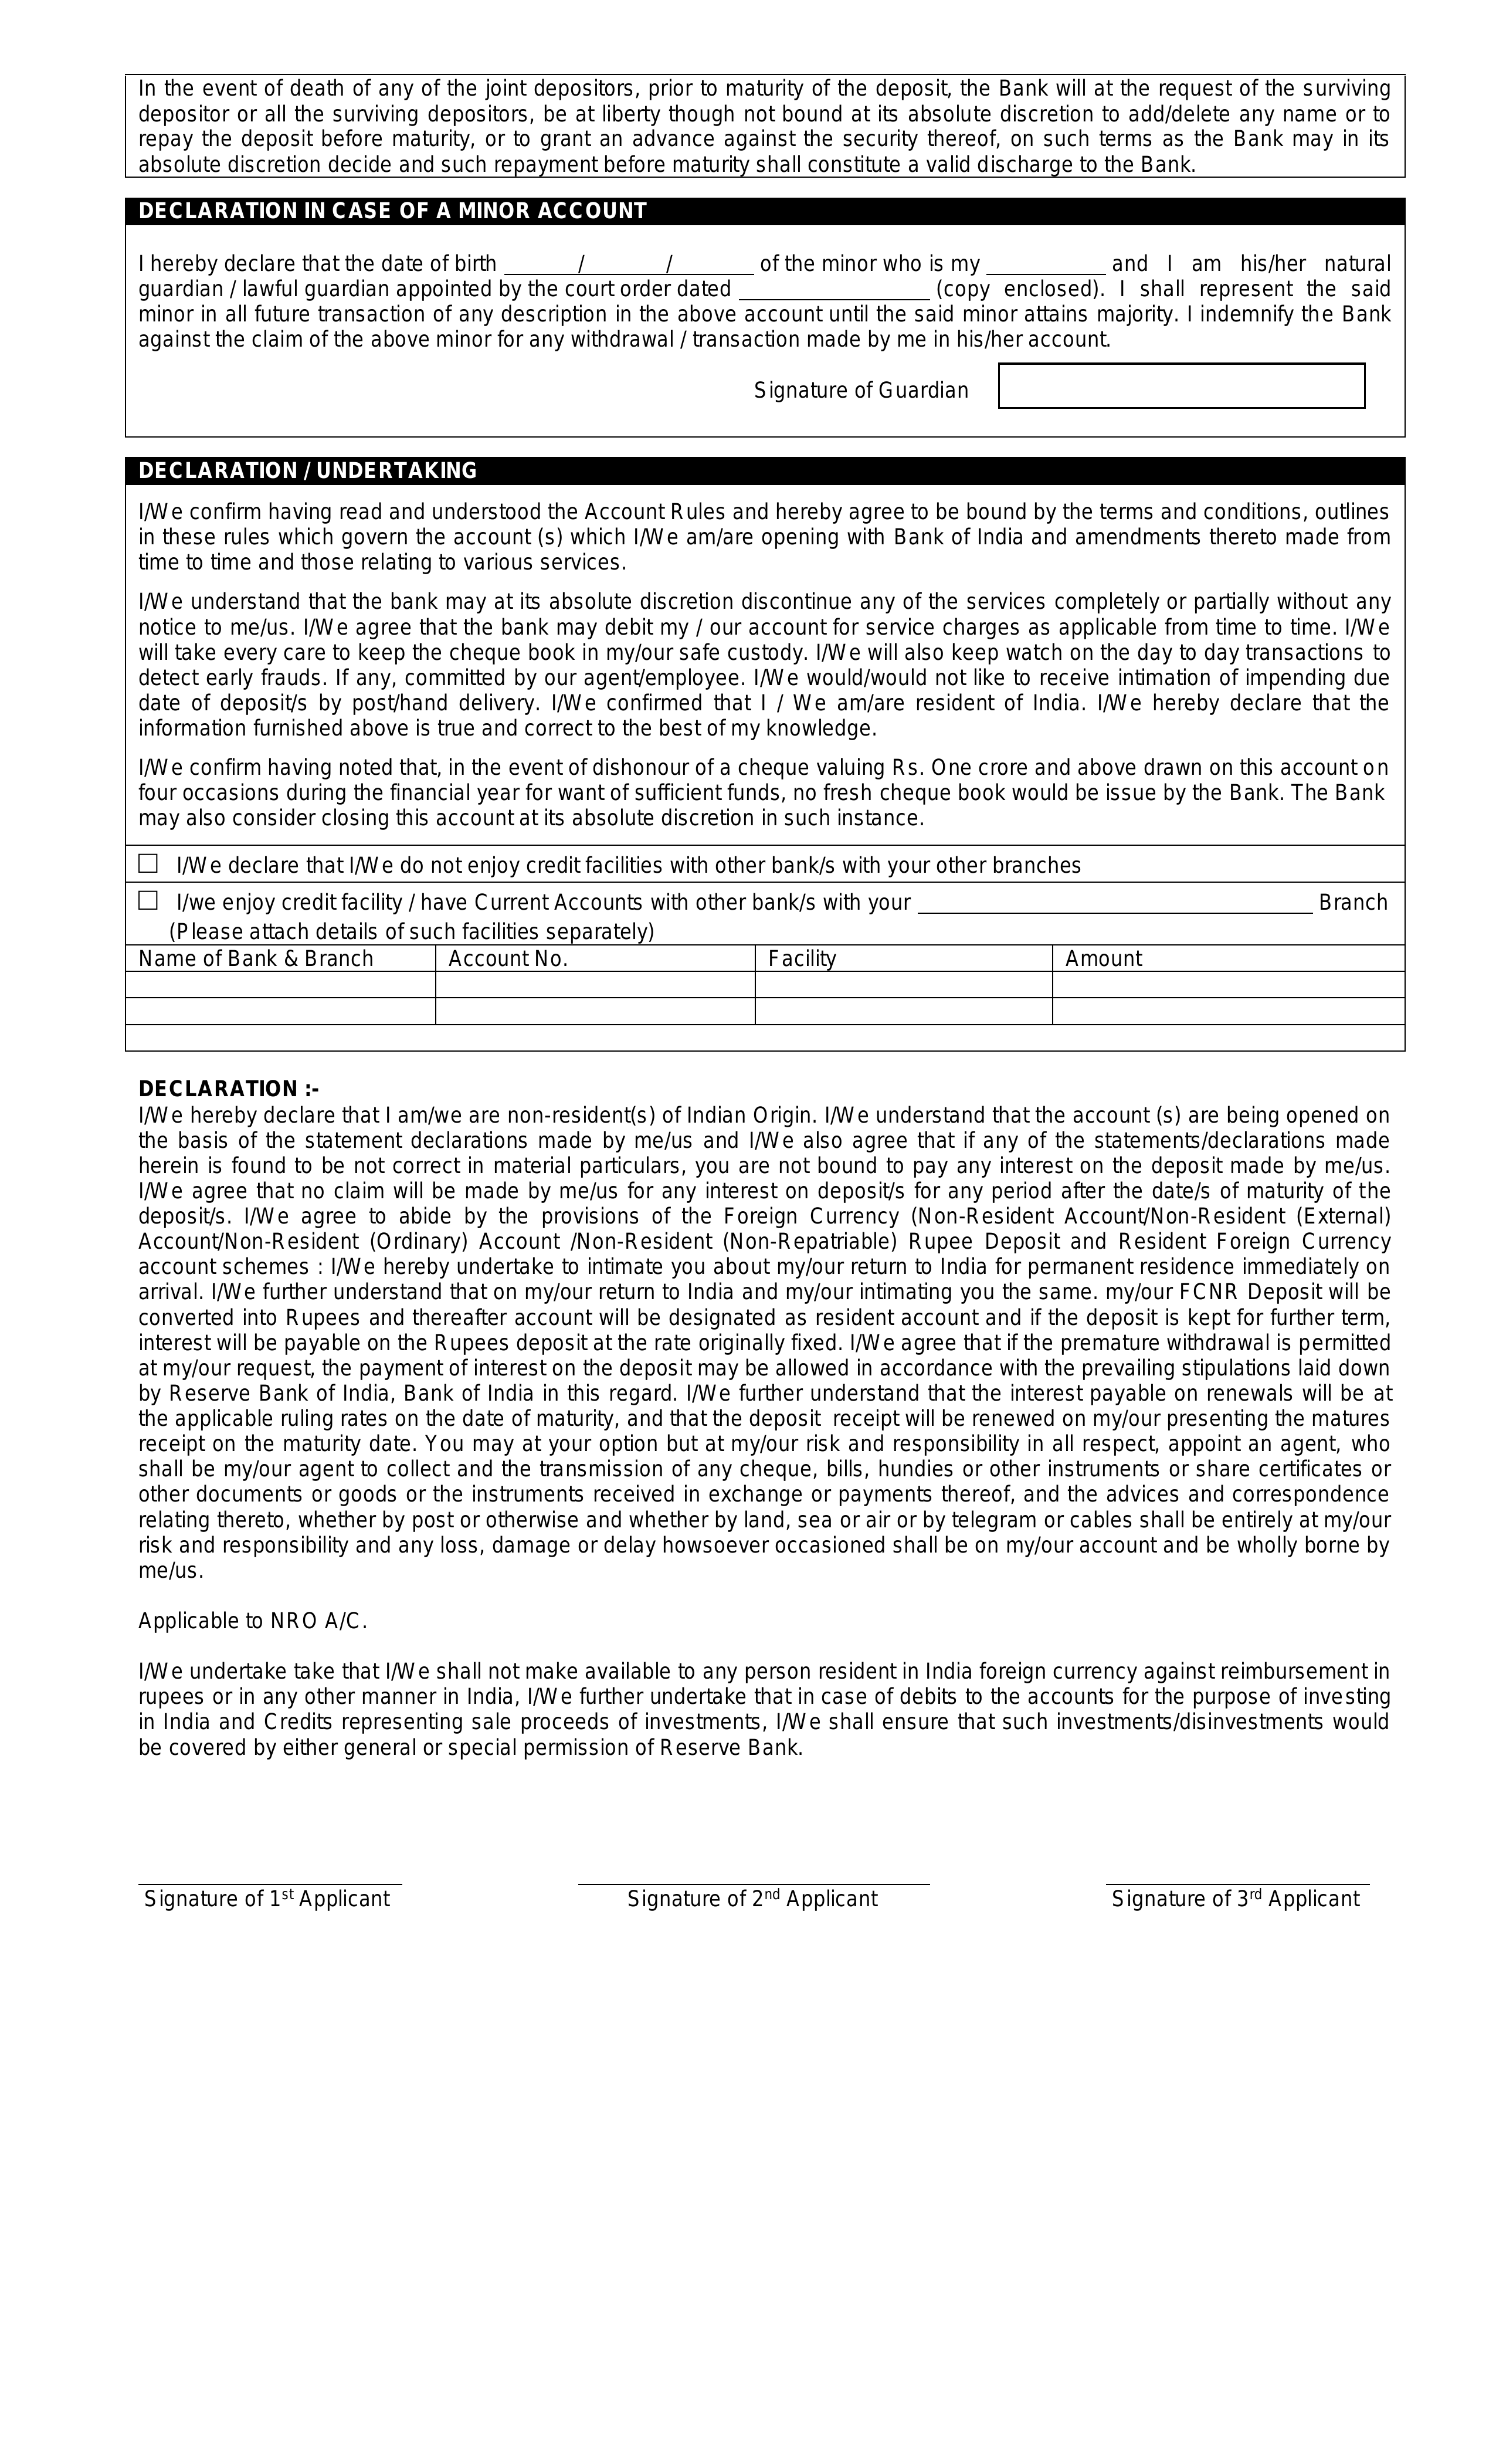 In the event of death of any of the joint depositors, prior to maturity of the deposit, the Bank will at the request of the surviving
depositor or all the surviving depositors, be at liberty though not bound at its absolute discretion to add/delete any name or to
repay the deposit before maturity, or to grant an advance against the security thereof, on such terms as the Bank may in its
absolute discretion decide and such repayment before maturity shall constitute a valid discharge to the Bank.
DECLARATION IN CASE OF A MINOR ACCOUNT
I hereby declare that the date of birth ______/_______/_______ of the minor who is my __________ and I am his/her natural
guardian / lawful guardian appointed by the court order dated ________________ (copy enclosed). I shall represent the said
minor in all future transaction of any description in the above account until the said minor attains majority. I indemnify the Bank
against the claim of the above minor for any withdrawal / transaction made by me in his/her account.
Signature of Guardian
DECLARATION / UNDERTAKING
I/We confirm having read and understood the Account Rules and hereby agree to be bound by the terms and conditions, outlines
in these rules which govern the account (s) which I/We am/are opening with Bank of India and amendments thereto made from
time to time and those relating to various services.
I/We understand that the bank may at its absolute discretion discontinue any of the services completely or partially without any
notice to me/us. I/We agree that the bank may debit my / our account for service charges as applicable from time to time. I/We
will take every care to keep the cheque book in my/our safe custody. I/We will also keep watch on the day to day transactions to
detect early frauds. If any, committed by our agent/employee. I/We would/would not like to receive intimation of impending due
date of deposit/s by post/hand delivery. I/We confirmed that I / We am/are resident of India. I/We hereby declare that the
information furnished above is true and correct to the best of my knowledge.
I/We confirm having noted that, in the event of dishonour of a cheque valuing Rs. One crore and above drawn on this account on
four occasions during the financial year for want of sufficient funds, no fresh cheque book would be issue by the Bank. The Bank
may also consider closing this account at its absolute discretion in such instance.
☐ I/We declare that I/We do not enjoy credit facilities with other bank/s with your other branches
☐ I/we enjoy credit facility / have Current Accounts with other bank/s with your _________________________________ Branch
(Please attach details of such facilities separately)
Name of Bank & Branch Account No. Facility Amount
DECLARATION :-
I/We hereby declare that I am/we are non-resident(s) of Indian Origin. I/We understand that the account (s) are being opened on
the basis of the statement declarations made by me/us and I/We also agree that if any of the statements/declarations made
herein is found to be not correct in material particulars, you are not bound to pay any interest on the deposit made by me/us.
I/We agree that no claim will be made by me/us for any interest on deposit/s for any period after the date/s of maturity of the
deposit/s. I/We agree to abide by the provisions of the Foreign Currency (Non-Resident Account/Non-Resident (External)
Account/Non-Resident (Ordinary) Account /Non-Resident (Non-Repatriable) Rupee Deposit and Resident Foreign Currency
account schemes : I/We hereby undertake to intimate you about my/our return to India for permanent residence immediately on
arrival. I/We further understand that on my/our return to India and my/our intimating you the same. my/our FCNR Deposit will be
converted into Rupees and thereafter account will be designated as resident account and if the deposit is kept for further term,
interest will be payable on the Rupees deposit at the rate originally fixed. I/We agree that if the premature withdrawal is permitted
at my/our request, the payment of interest on the deposit may be allowed in accordance with the prevailing stipulations laid down
by Reserve Bank of India, Bank of India in this regard. I/We further understand that the interest payable on renewals will be at
the applicable ruling rates on the date of maturity, and that the deposit receipt will be renewed on my/our presenting the matures
receipt on the maturity date. You may at your option but at my/our risk and responsibility in all respect, appoint an agent, who
shall be my/our agent to collect and the transmission of any cheque, bills, hundies or other instruments or share certificates or
other documents or goods or the instruments received in exchange or payments thereof, and the advices and correspondence
relating thereto, whether by post or otherwise and whether by land, sea or air or by telegram or cables shall be entirely at my/our
risk and responsibility and any loss, damage or delay howsoever occasioned shall be on my/our account and be wholly borne by
me/us.
Applicable to NRO A/C.
I/We undertake take that I/We shall not make available to any person resident in India foreign currency against reimbursement in
rupees or in any other manner in India, I/We further undertake that in case of debits to the accounts for the purpose of investing
in India and Credits representing sale proceeds of investments, I/We shall ensure that such investments/disinvestments would
be covered by either general or special permission of Reserve Bank.
Signature of 1st Applicant Signature of 2nd Applicant Signature of 3rd Applicant